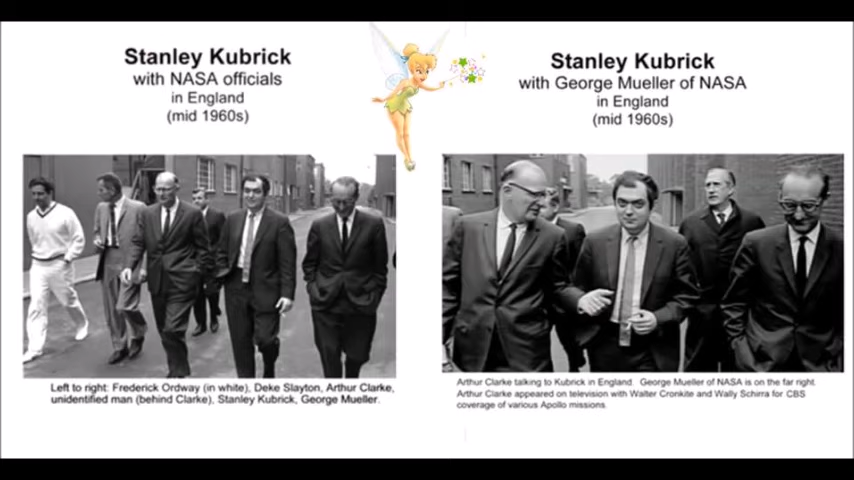 Stanley Kubrick
with NASA officials
in England
(mid 1960s)
Left to right: Frederick Ordway (in white), Deke Slayton, Arthur Clarke,
unidentified man (behind Clarke), Stanley Kubrick, George Mueller.
Stanley Kubrick
with George Mueller of NASA
in England
(mid 1960s)
Arthur Clarke talking to Kubrick in England. George Mueller of NASA is on the far right.
Arthur Clarke appeared on television with Walter Cronkite and Wally Schirra for CBS
coverage of various Apollo missions.